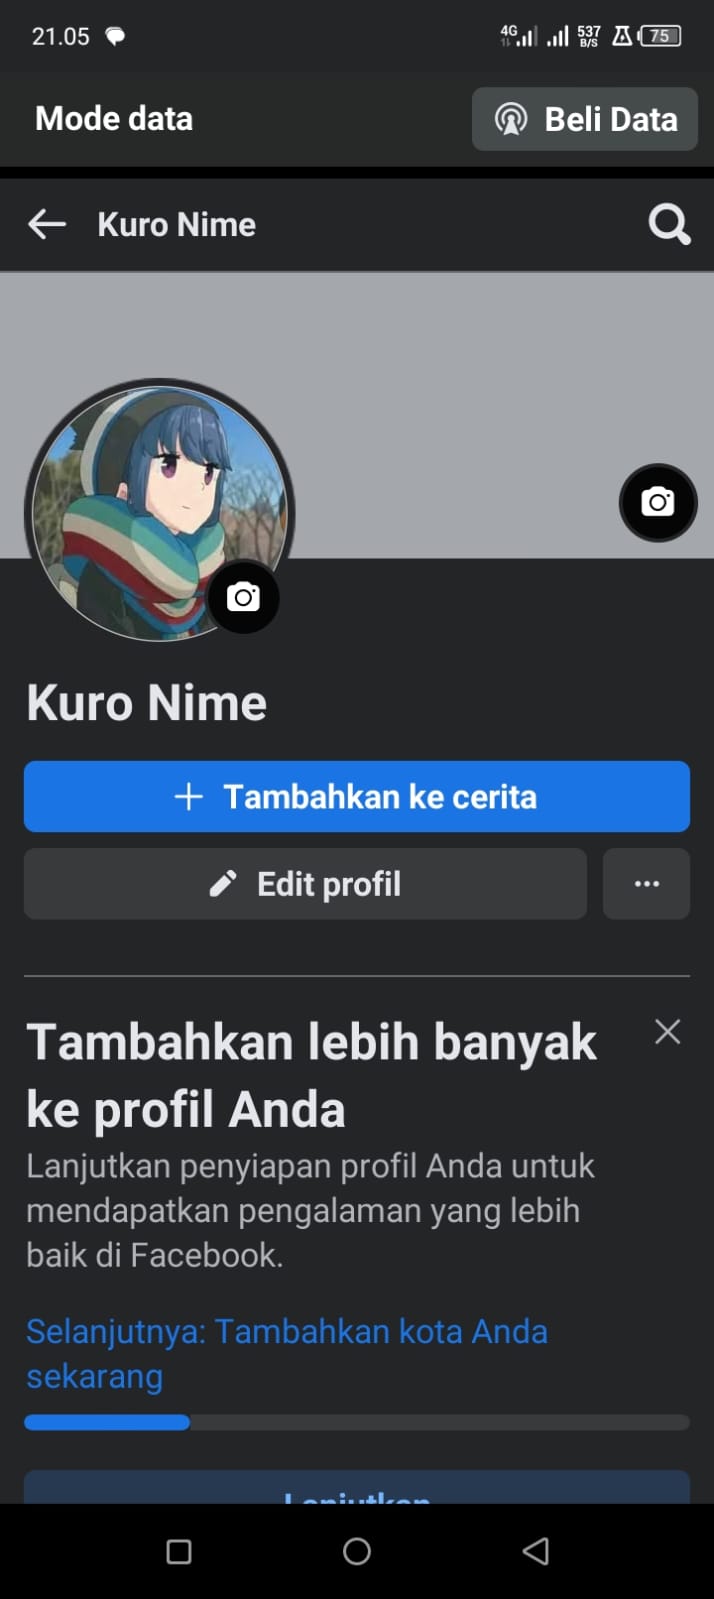 21.05
4G
537
B/S
75
Mode data
Beli Data
Kuro Nime
Kuro Nime
Tambahkan ke cerita
Edit profil
Tambahkan lebih banyak
ke profil Anda
Lanjutkan penyiapan profil Anda untuk
mendapatkan pengalaman yang lebih
baik di Facebook.
Selanjutnya: Tambahkan kota Anda
sekarang
Lanjutkan